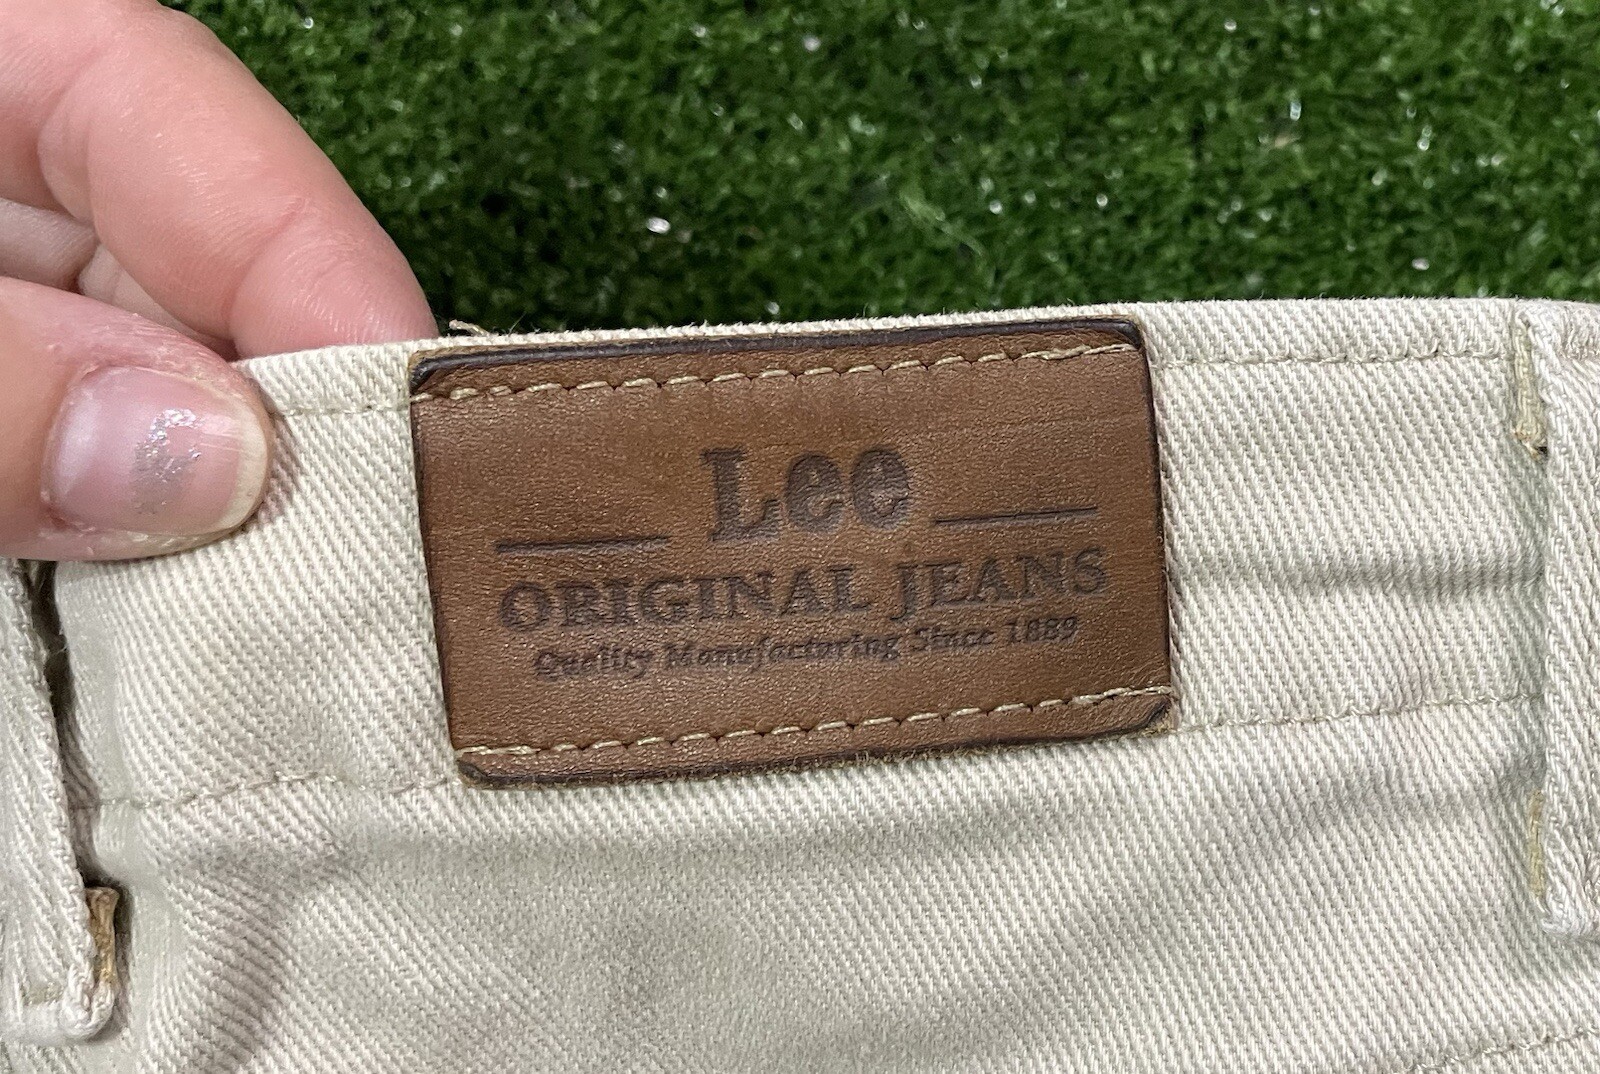 Lee
ORIGINAL JEANS
Quality Manufacturing Since 1889